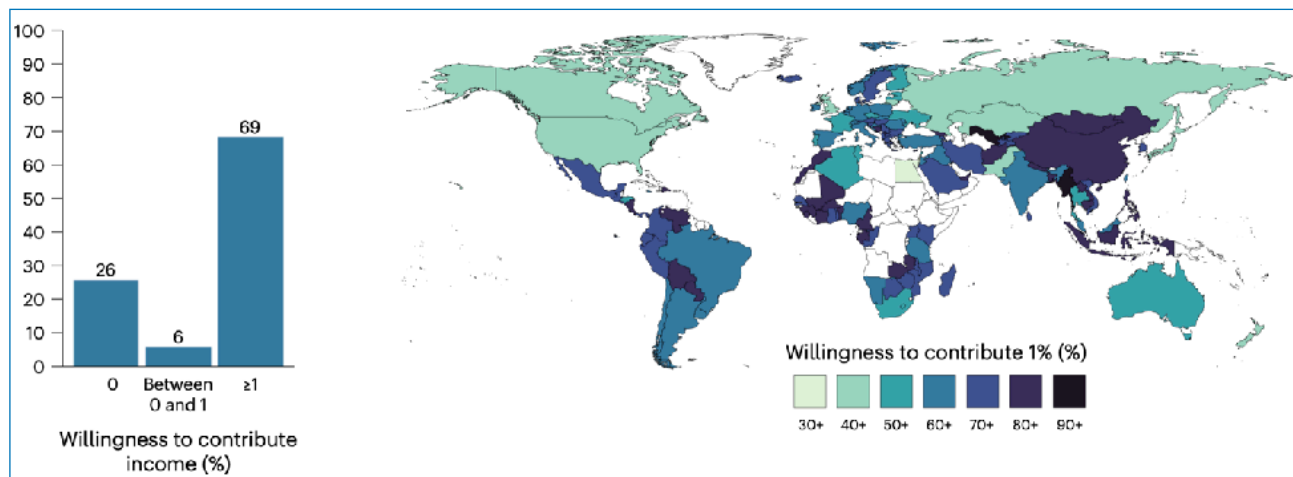 100
90
80
70
60
50
40
30
20
10
0
26
6
69
0
Between
0 and 1
≥1
Willingness to contribute
income (%)
Willingness to contribute 1% (%)
30+ 40+ 50+ 60+ 70+ 80+ 90+